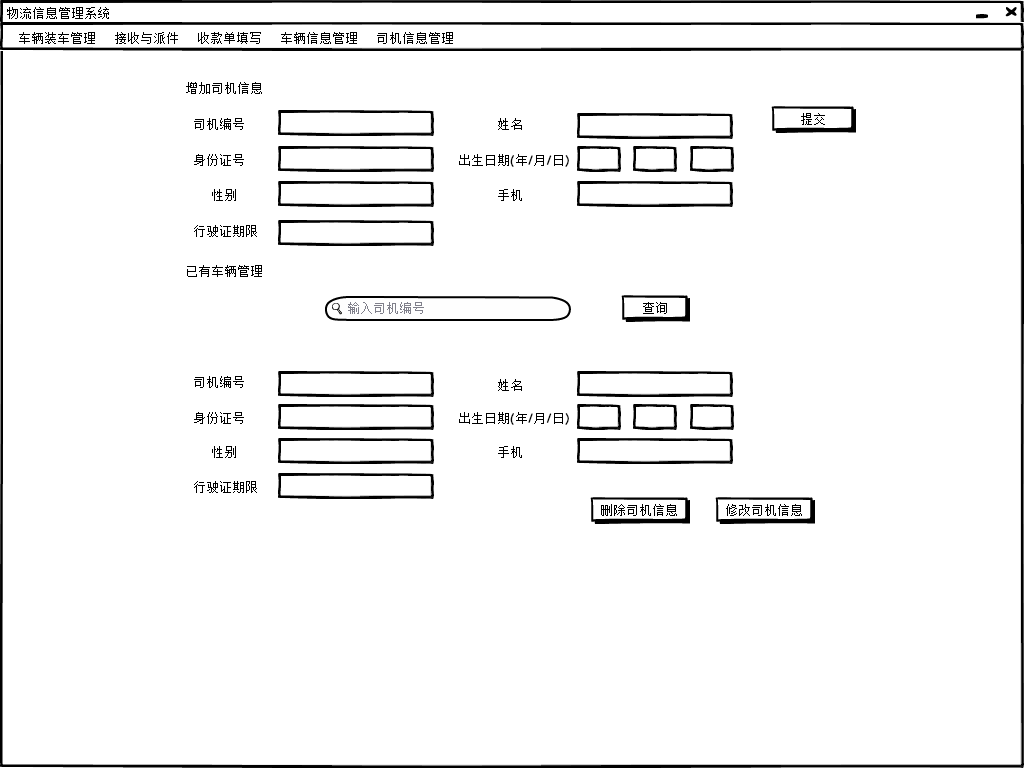 物流信息管理系统
车辆装车管理 接收与派件 收款单填写 车辆信息管理 司机信息管理
增加司机信息
司机编号 姓名 提交
身份证号 出生日期(年/月/日)
性别 手机
行驶证期限
已有车辆管理
输入司机编号 查询
司机编号 姓名
身份证号 出生日期(年/月/日)
性别 手机
行驶证期限
删除司机信息 修改司机信息